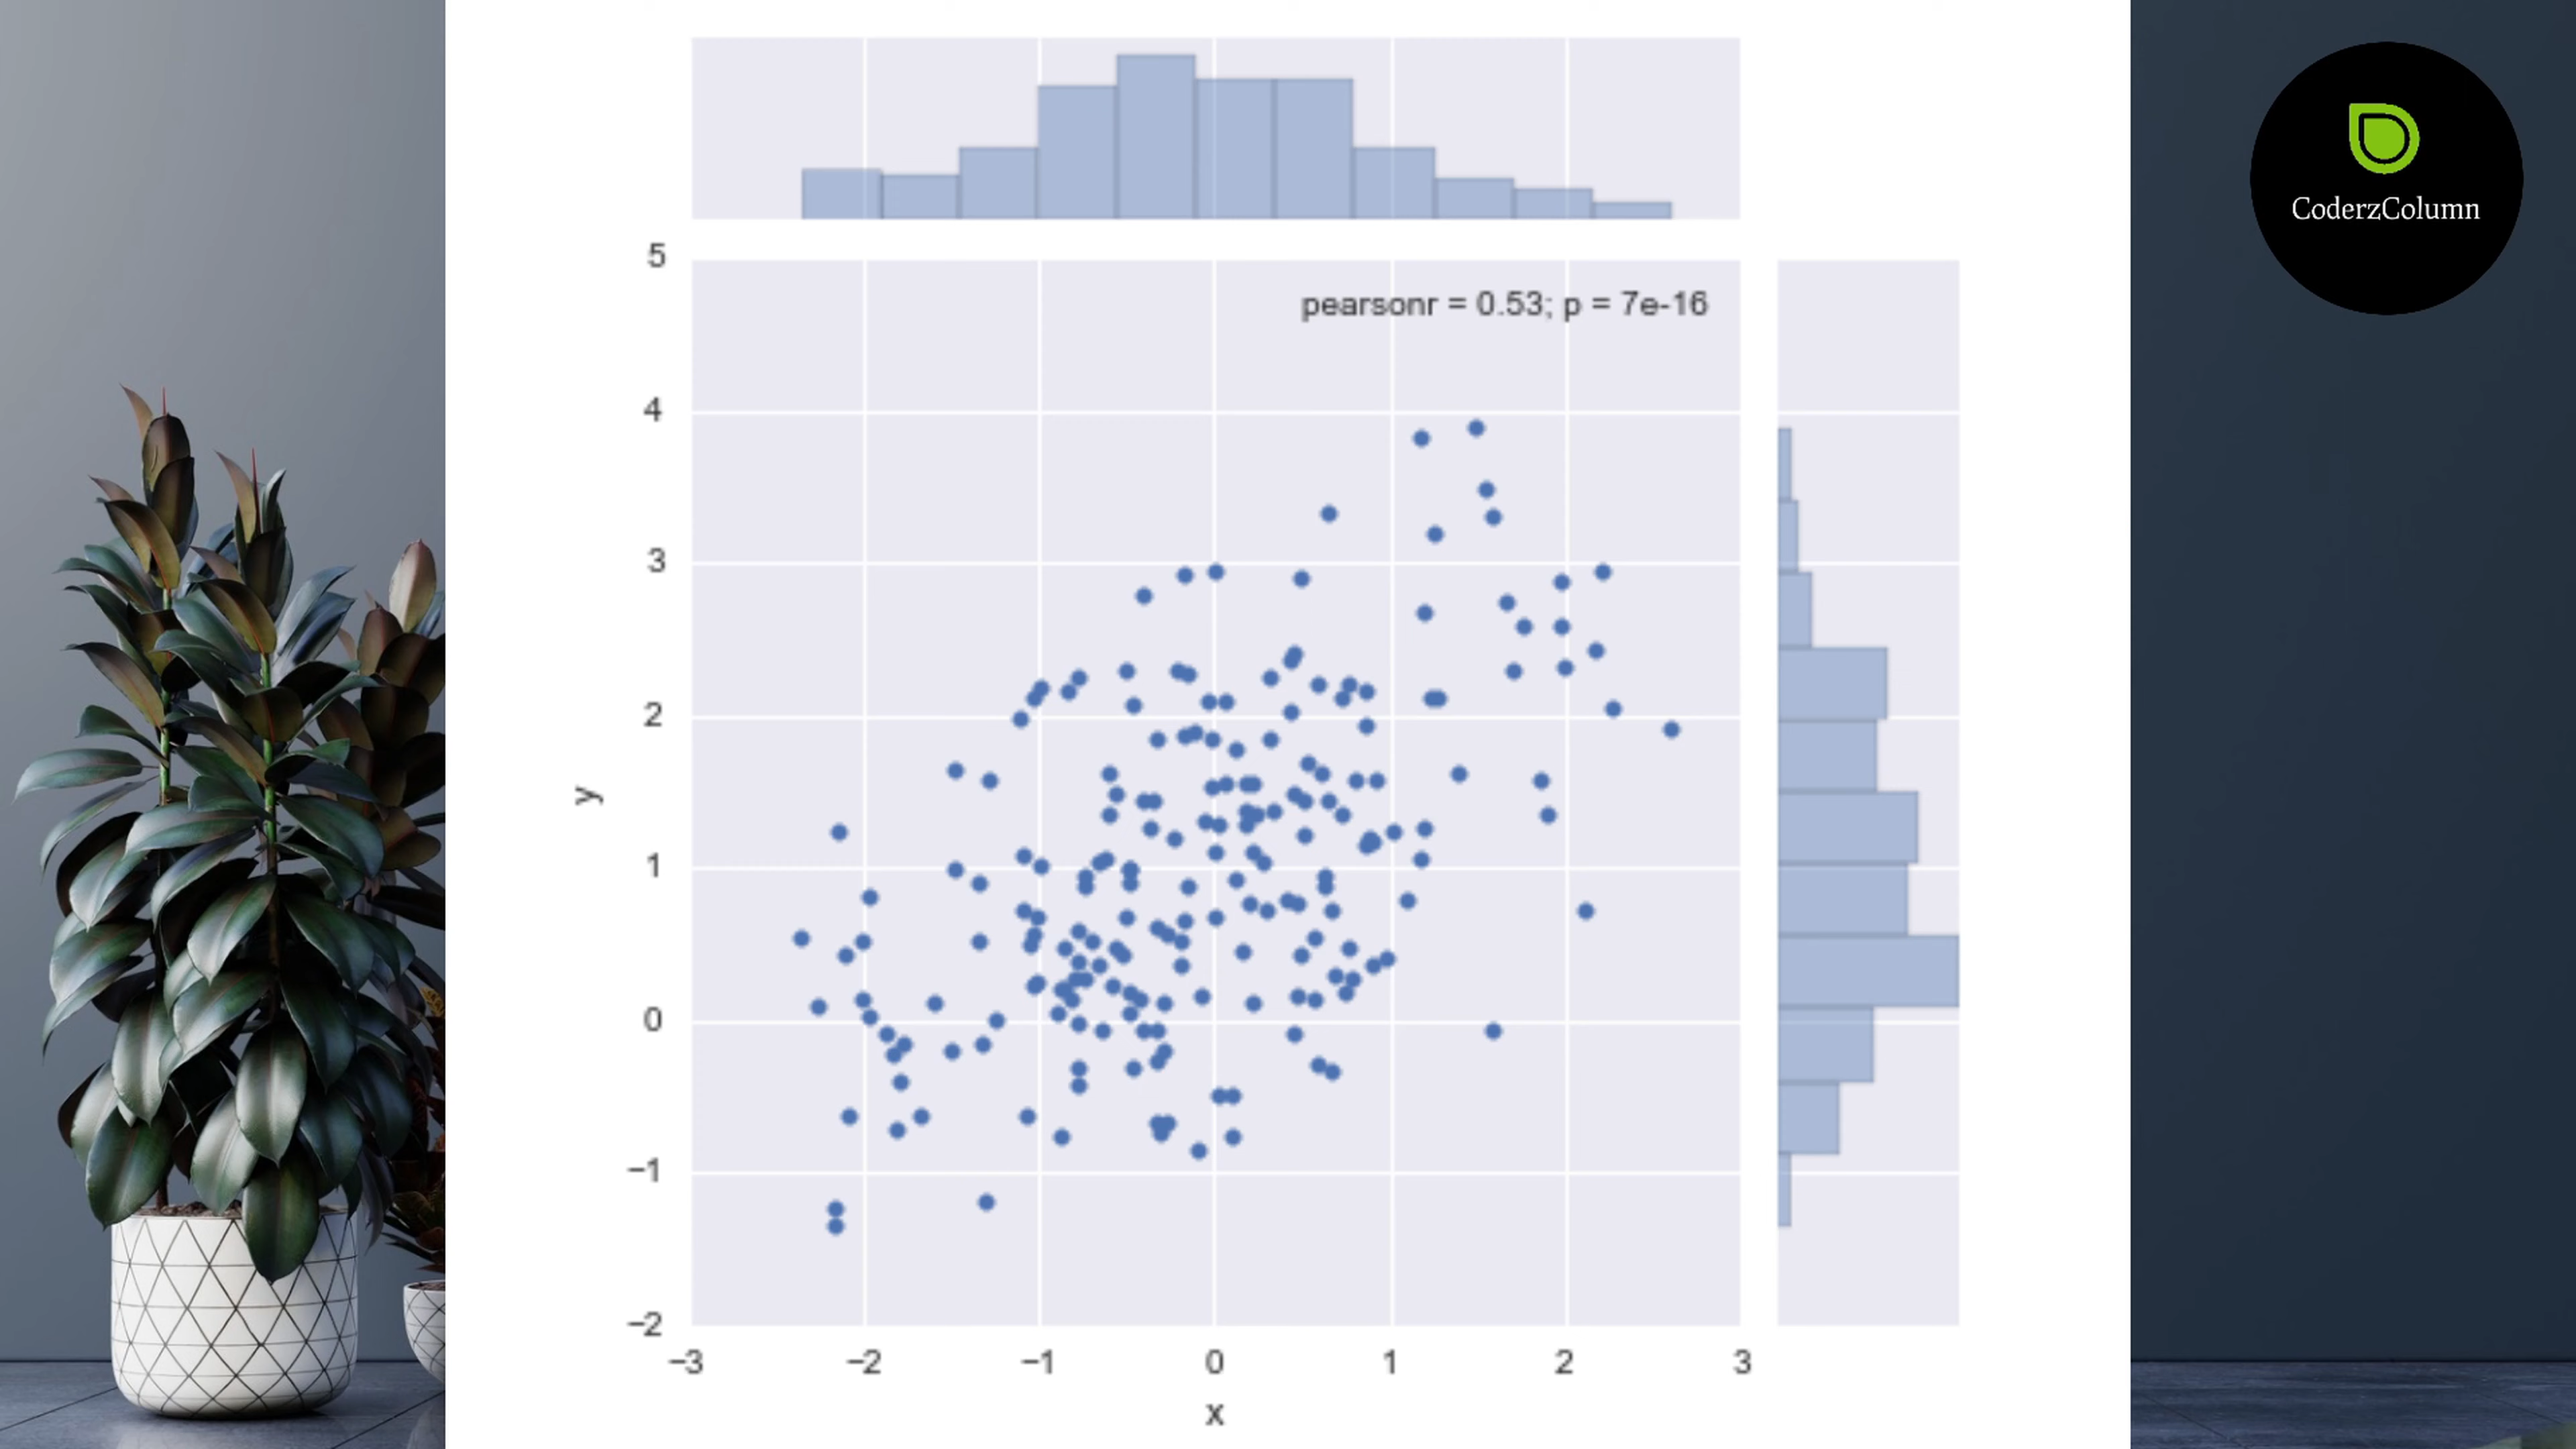 CoderzColumn
pearsonr = 0.53; p = 7e-16
5
4
3
2
1
0
−1
−2
y
−3 −2 −1 0 1 2 3
x